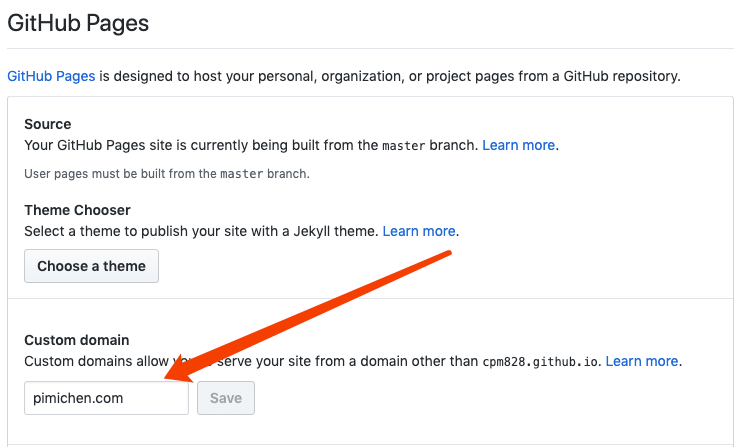 GitHub Pages
GitHub Pages is designed to host your personal, organization, or project pages from a GitHub repository.
Source
Your GitHub Pages site is currently being built from the master branch. Learn more.
User pages must be built from the master branch.
Theme Chooser
Select a theme to publish your site with a Jekyll theme. Learn more.
Choose a theme
Custom domain
Custom domains allow you to serve your site from a domain other than cpm828.github.io. Learn more.
pimichen.com Save